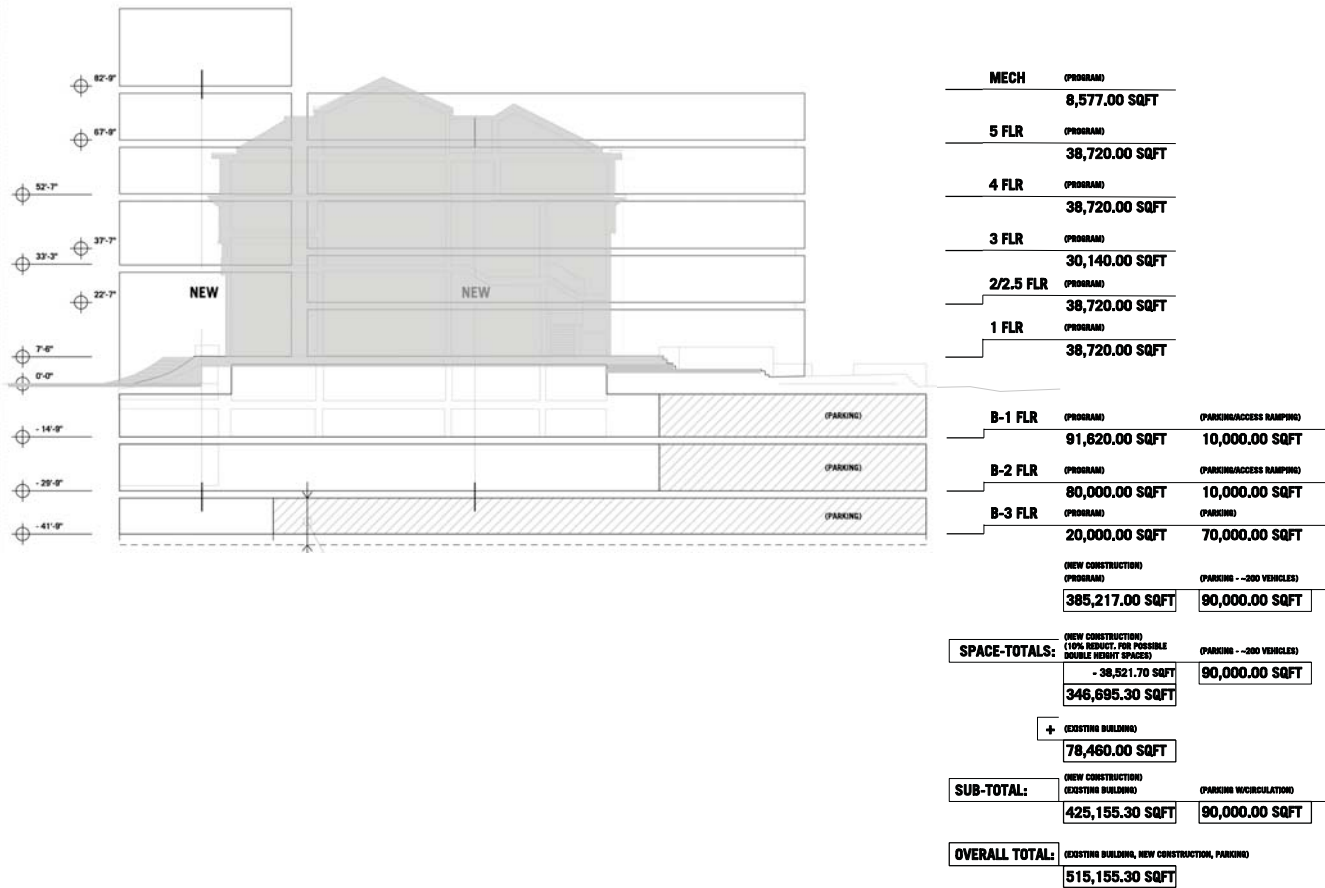 82'-9"
67'-9"
52'-7"
37'-7"
33'-3"
22'-7"
7'-6"
0'-0"
- 14'-9"
- 29'-9"
- 41'-9"
NEW
NEW
(PARKING)
(PARKING)
(PARKING)
MECH (PROGRAM)
8,577.00 SQFT
5 FLR (PROGRAM)
38,720.00 SQFT
4 FLR (PROGRAM)
38,720.00 SQFT
3 FLR (PROGRAM)
30,140.00 SQFT
2/2.5 FLR (PROGRAM)
38,720.00 SQFT
1 FLR (PROGRAM)
38,720.00 SQFT
B-1 FLR (PROGRAM) (PARKING/ACCESS RAMPING)
91,620.00 SQFT 10,000.00 SQFT
B-2 FLR (PROGRAM) (PARKING/ACCESS RAMPING)
80,000.00 SQFT 10,000.00 SQFT
B-3 FLR (PROGRAM) (PARKING)
20,000.00 SQFT 70,000.00 SQFT
(NEW CONSTRUCTION)
(PROGRAM) (PARKING - ~200 VEHICLES)
385,217.00 SQFT 90,000.00 SQFT
SPACE-TOTALS: (NEW CONSTRUCTION)
(10% REDUCT. FOR POSSIBLE
DOUBLE HEIGHT SPACES) (PARKING - ~200 VEHICLES)
- 38,521.70 SQFT 90,000.00 SQFT
346,695.30 SQFT
+ (EXISTING BUILDING)
78,460.00 SQFT
(NEW CONSTRUCTION)
SUB-TOTAL: (EXISTING BUILDING) (PARKING W/CIRCULATION)
425,155.30 SQFT 90,000.00 SQFT
OVERALL TOTAL: (EXISTING BUILDING, NEW CONSTRUCTION, PARKING)
515,155.30 SQFT